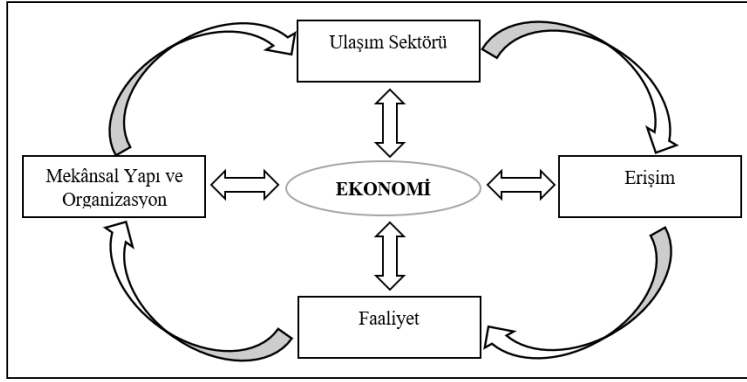 Ulaşım Sektörü
Mekânsal Yapı ve
Organizasyon
EKONOMİ
Erişim
Faaliyet